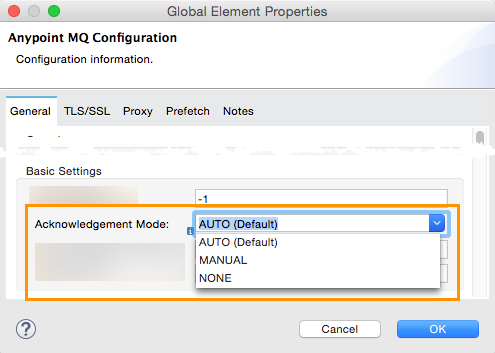 Global Element Properties
Anypoint MQ Configuration
Configuration information.
General TLS/SSL Proxy Prefetch Notes
Basic Settings
-1
Acknowledgement Mode: AUTO (Default)
AUTO (Default)
MANUAL
NONE
? Cancel OK